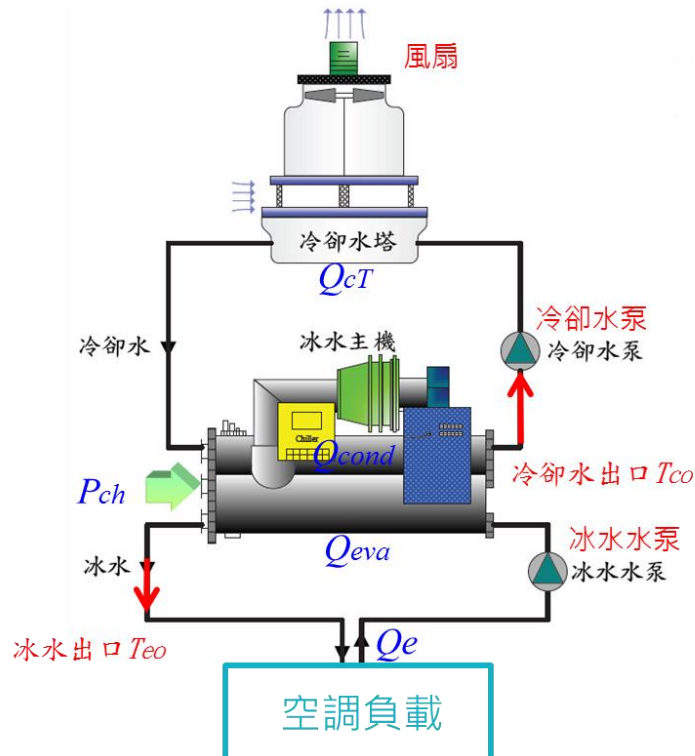 風扇
冷卻水塔
QcT
冷卻水泵
冷卻水泵
冷卻水
冰水主機
Chiller
Qcond
冷卻水出口 Tco
Pch
Qeva
冰水水泵
冰水水泵
冰水
冰水出口 Teo
Qe
空調負載